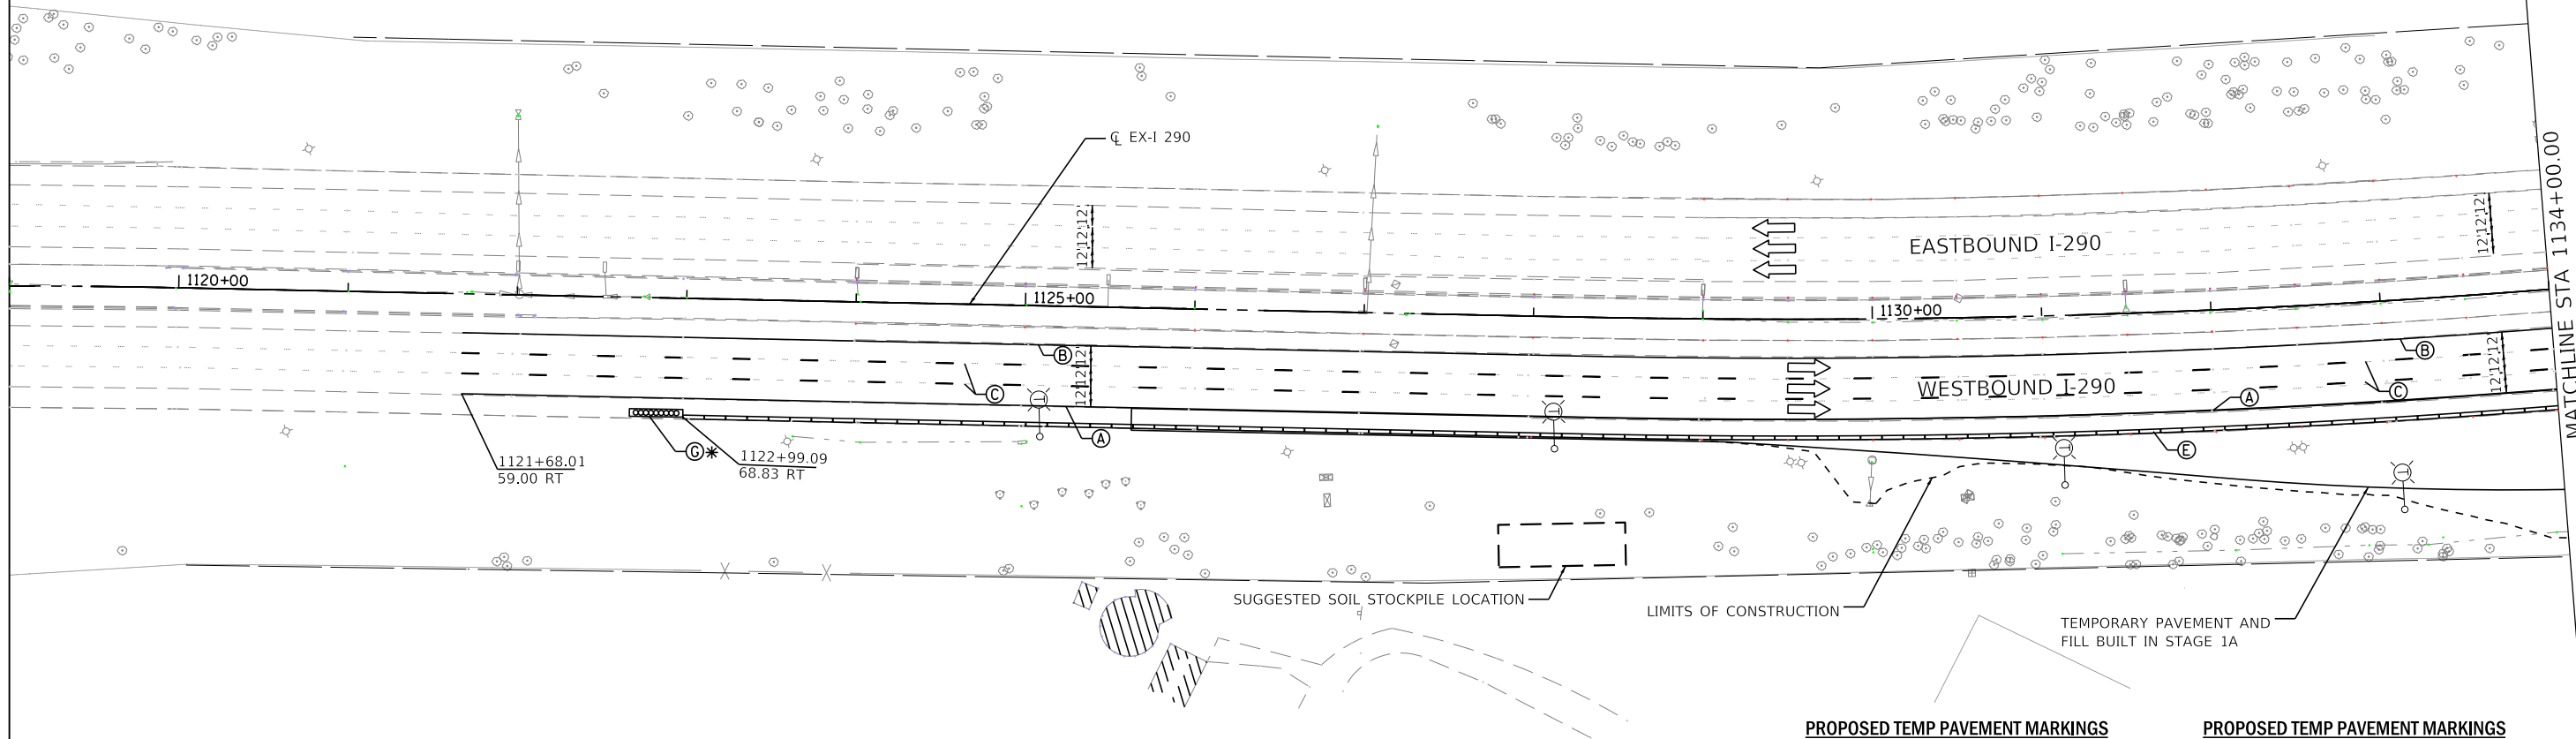 ℄ EX-I 290
MATCHLINE STA 1134+00.00
12'12'12'
12'12'12'
EASTBOUND I-290
1120+00
1125+00
1130+00
B
12'12'12'
12'12'12'
B
C
WESTBOUND I-290
A
C
A
G*
E
1121+68.01
59.00 RT
1122+99.09
68.83 RT
SUGGESTED SOIL STOCKPILE LOCATION
LIMITS OF CONSTRUCTION
TEMPORARY PAVEMENT AND
FILL BUILT IN STAGE 1A
PROPOSED TEMP PAVEMENT MARKINGS
PROPOSED TEMP PAVEMENT MARKINGS